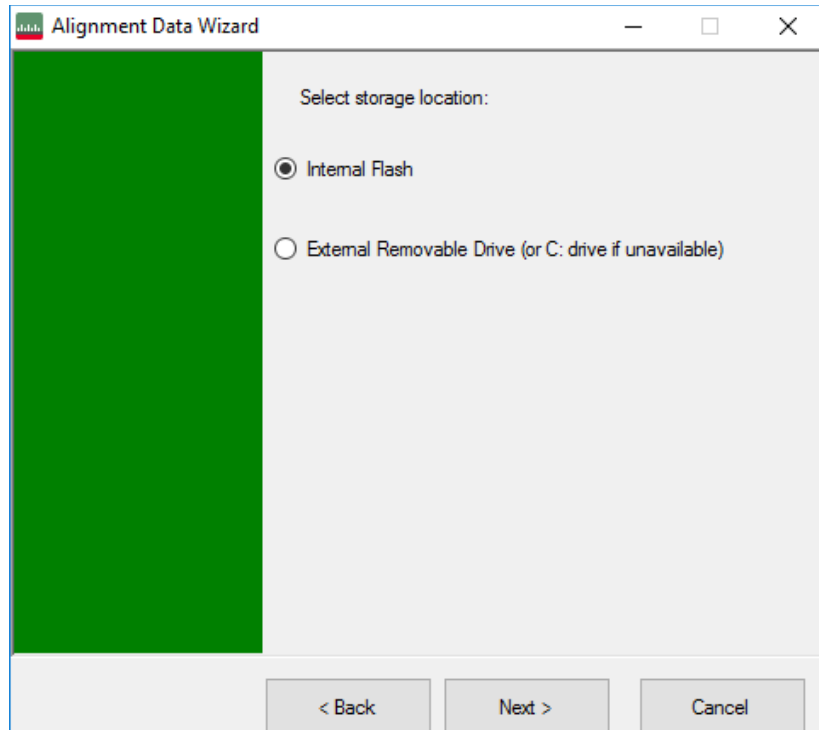 Alignment Data Wizard
Select storage location:
Internal Flash
External Removable Drive (or C: drive if unavailable)
< Back
Next >
Cancel